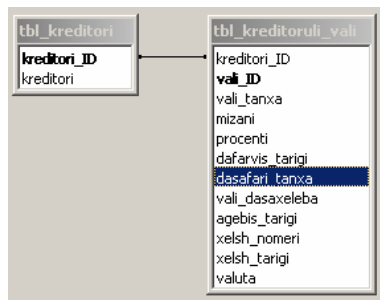 tbl_kreditori
kreditori_ID
kreditori
tbl_kreditoruli_vali
kreditori_ID
vali_ID
vali_tanxa
mizani
procenti
dafarvis_tarigi
dasafari_tanxa
vali_dasaxeleba
agebis_tarigi
xelsh_nomeri
xelsh_tarigi
valuta